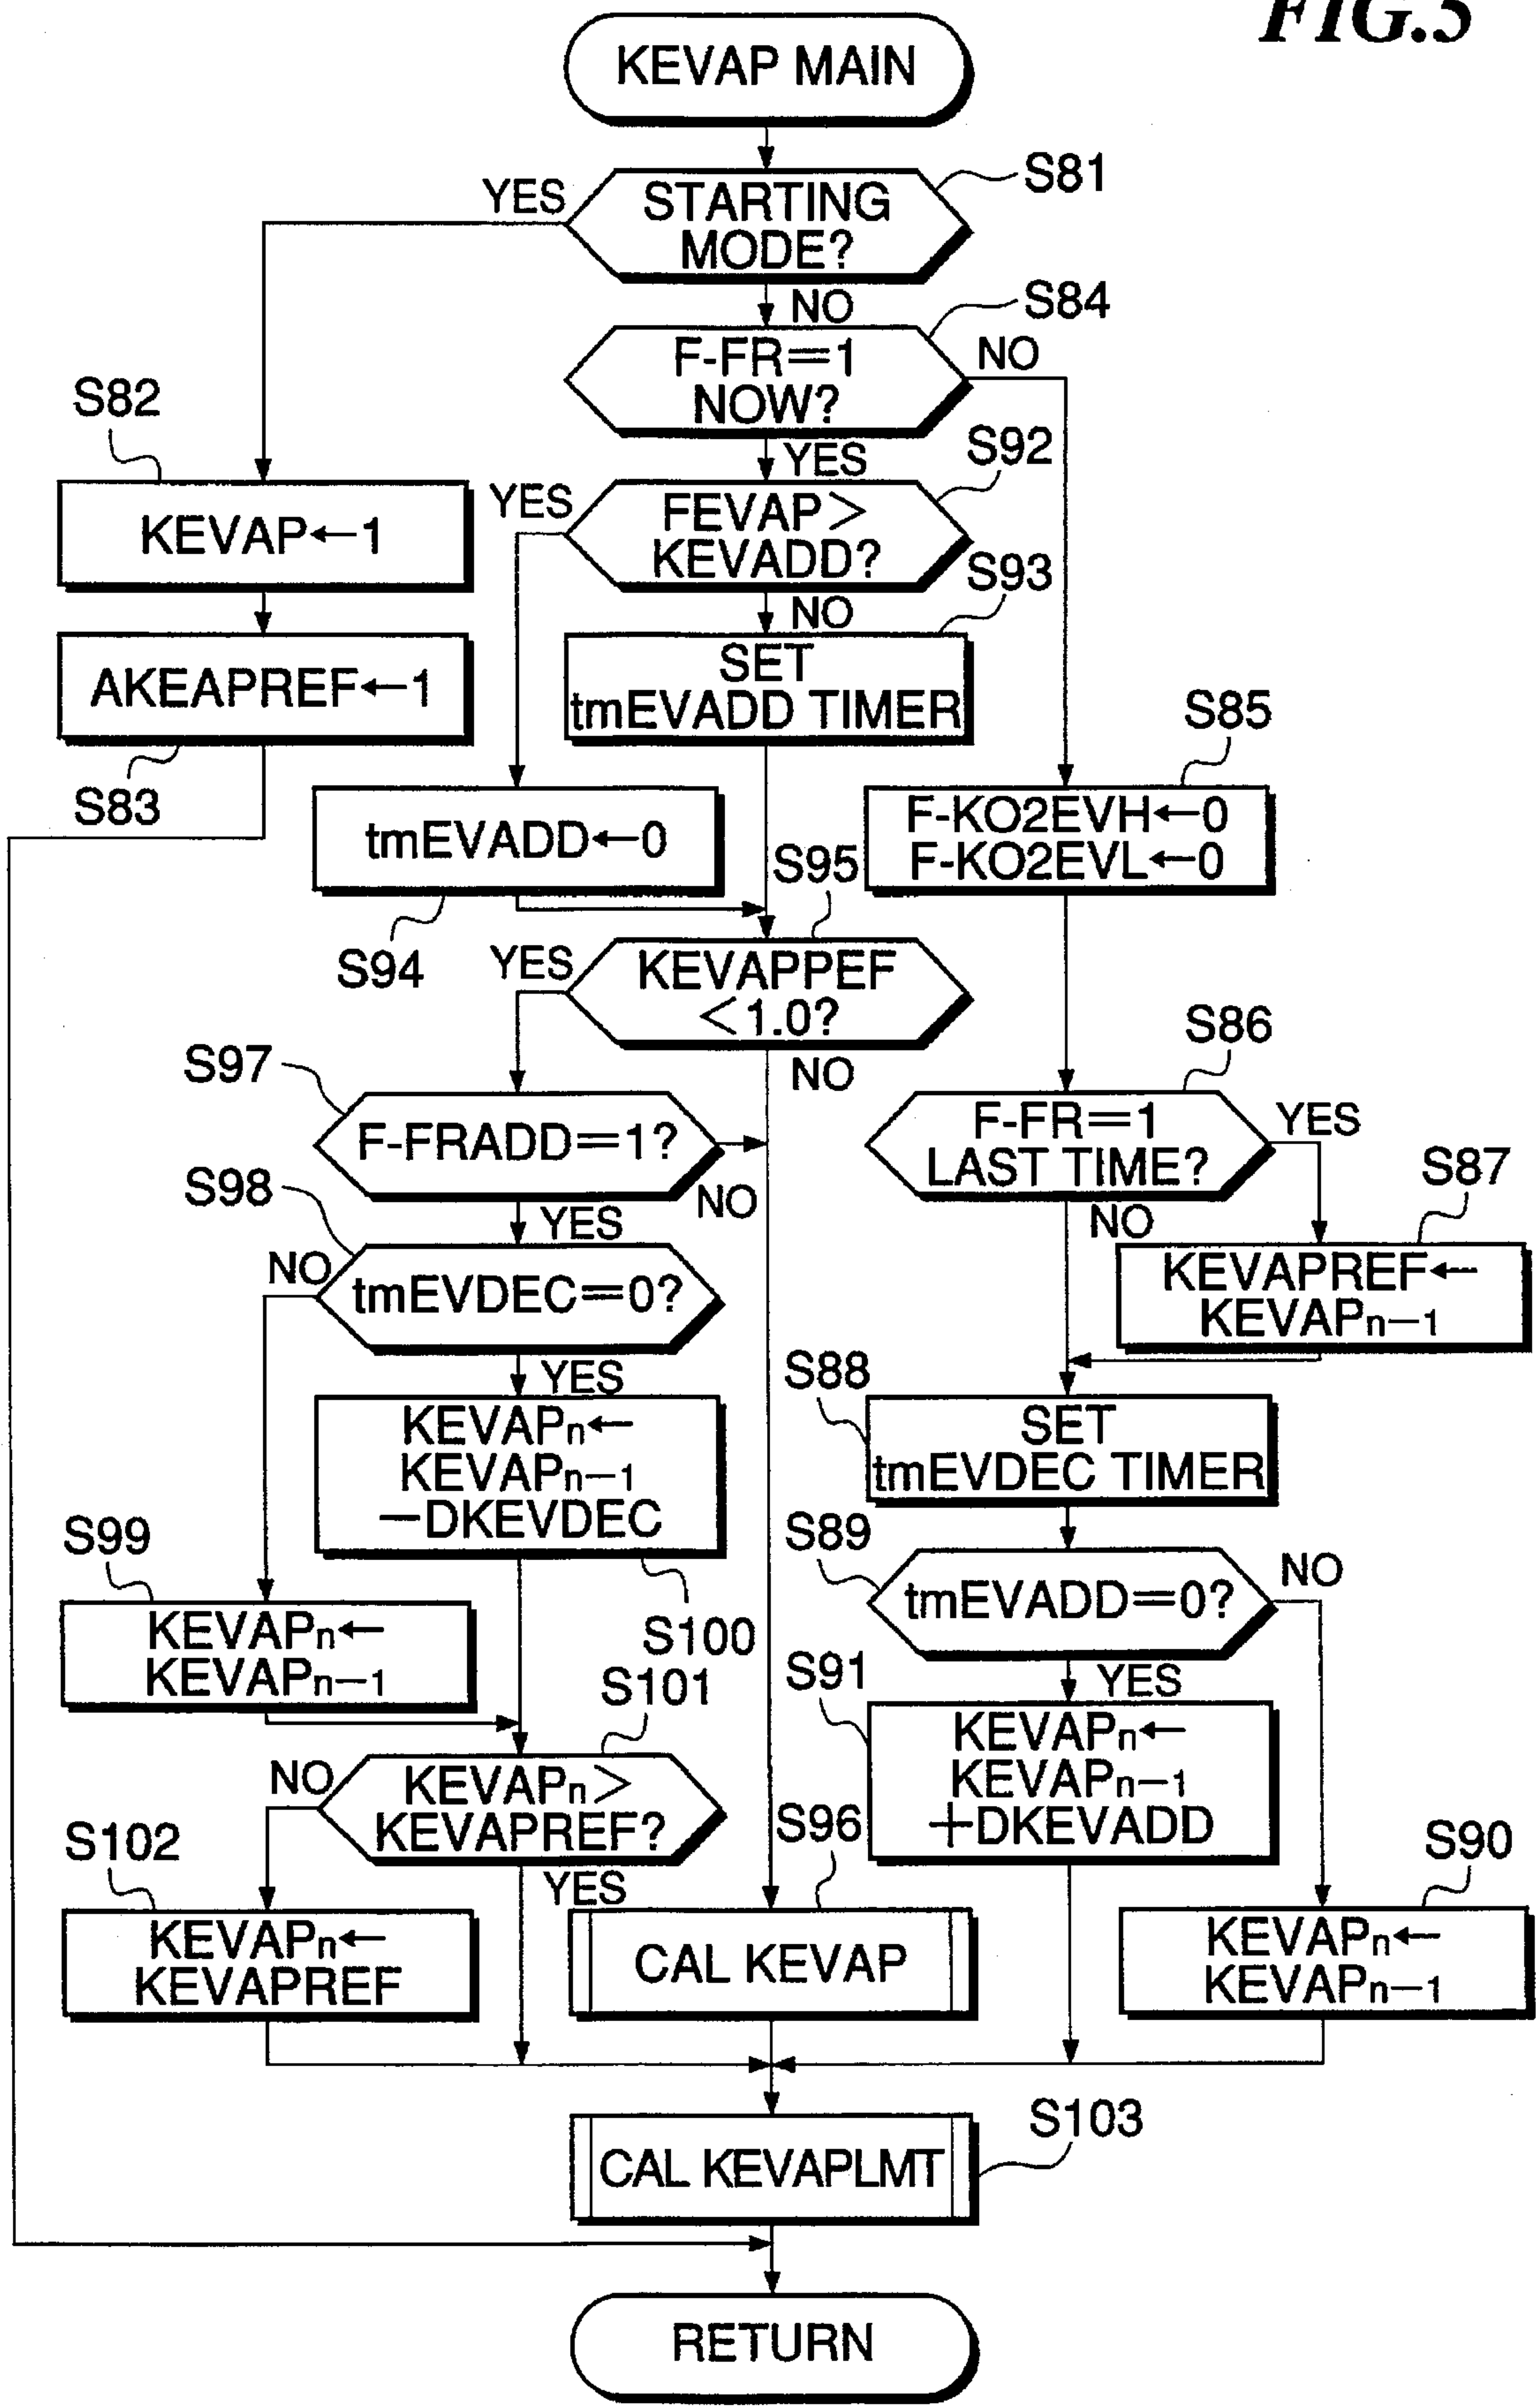 FIG.5
KEVAP MAIN
S81
YES
STARTING
MODE?
NO
S84
F-FR=1
NOW?
NO
S82
YES
S92
KEVAP←1
YES
FEVAP>
KEVADD?
S93
NO
AKEAPREF←1
SET
tmEVADD TIMER
S83
S85
tmEVADD←0
F-KO2EVH←0
F-KO2EVL←0
S95
S94
YES
KEVAPPEF
<1.0?
NO
S86
S97
F-FRADD=1?
NO
YES
F-FR=1
LAST TIME?
YES
NO
S87
KEVAPREF←
KEVAPn-1
S98
NO
tmEVDEC=0?
YES
S88
SET
tmEVDEC TIMER
KEVAPn←
KEVAPn-1
-DKEVDEC
S100
S99
KEVAPn←
KEVAPn-1
S89
tmEVADD=0?
NO
YES
S101
S91
KEVAPn←
KEVAPn-1
+DKEVADD
NO
KEVAPn>
KEVAPREF?
YES
S96
S90
S102
KEVAPn←
KEVAPREF
CAL KEVAP
KEVAPn←
KEVAPn-1
S103
CAL KEVAPLMT
RETURN